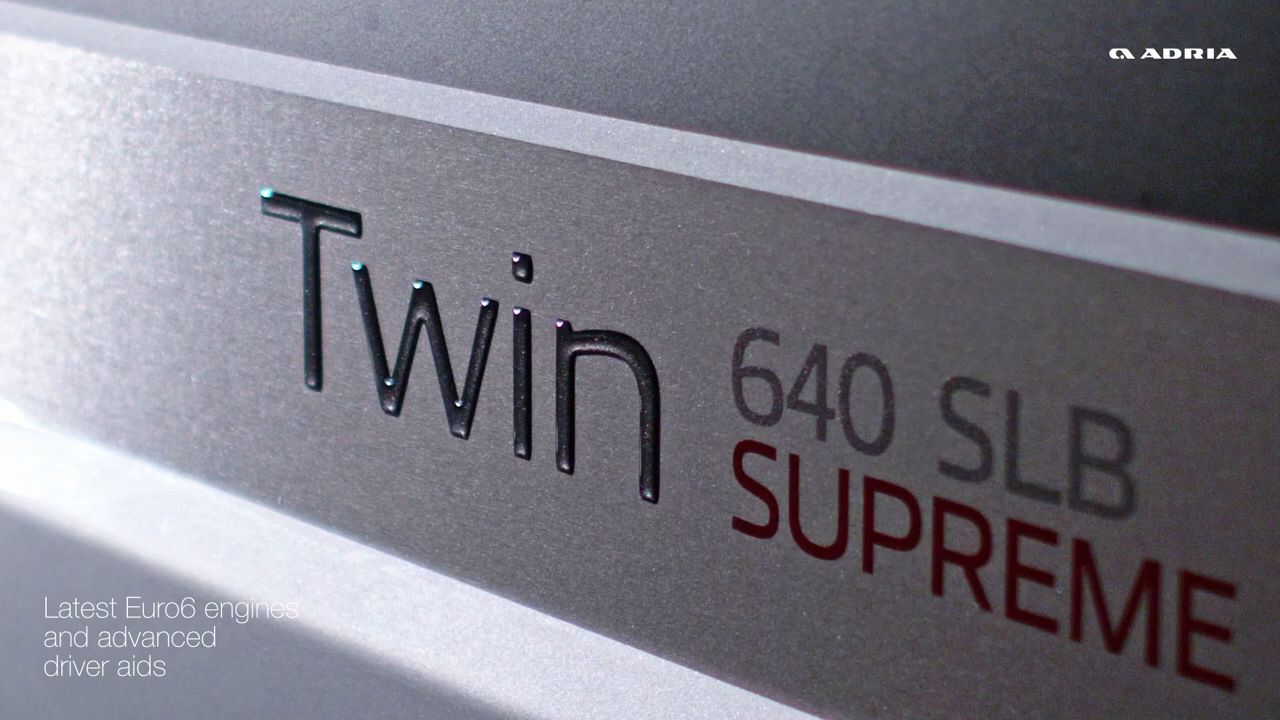 ADRIA
Twin
640 SLB
SUPREME
Latest Euro6 engines
and advanced
driver aids